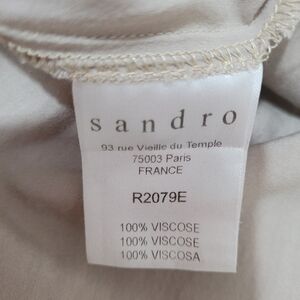 sandro
93 rue Vieille du Temple
75003 Paris
FRANCE
R2079E
100% VISCOSE
100% VISCOSE
100% VISCOSA